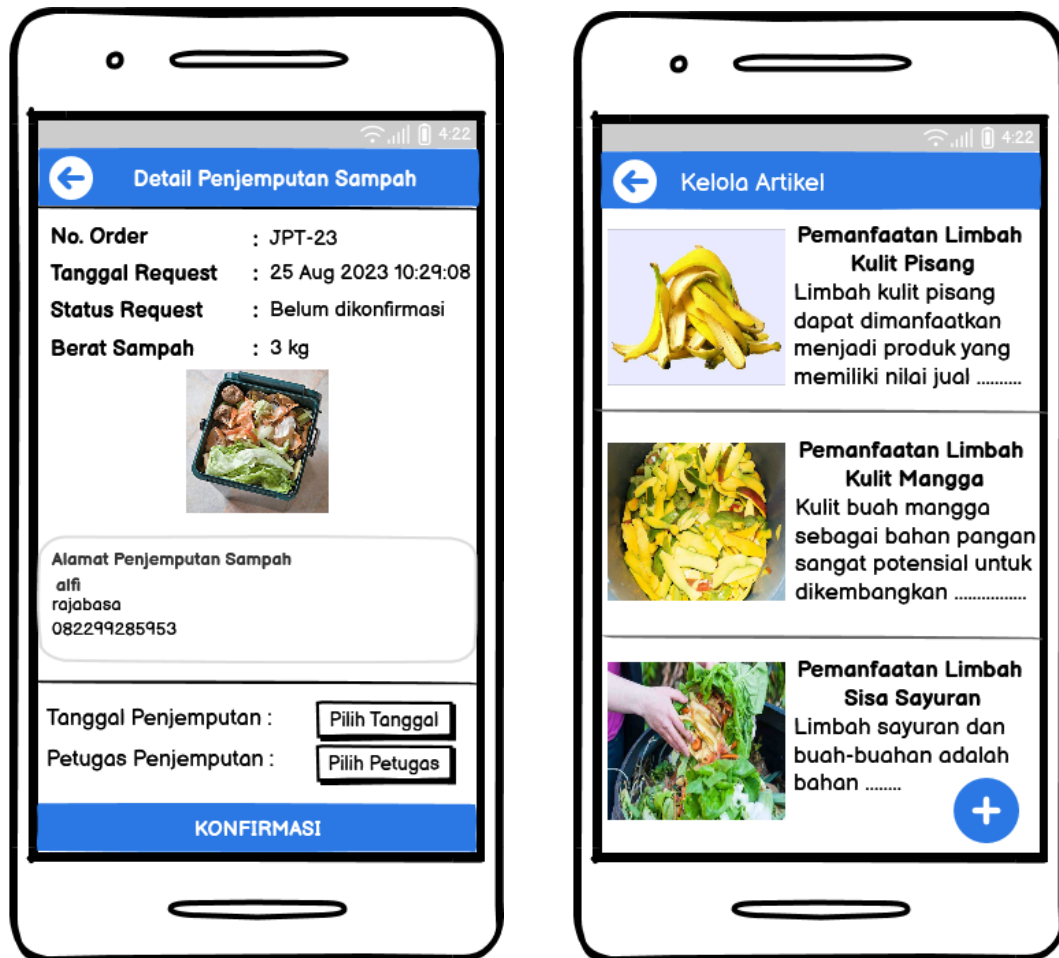 4:22
Detail Penjemputan Sampah
No. Order : JPT-23
Tanggal Request : 25 Aug 2023 10:29:08
Status Request : Belum dikonfirmasi
Berat Sampah : 3 kg
Alamat Penjemputan Sampah
alfi
rajabasa
082299285953
Tanggal Penjemputan :
Pilih Tanggal
Petugas Penjemputan :
Pilih Petugas
KONFIRMASI
4:22
Kelola Artikel
Pemanfaatan Limbah
Kulit Pisang
Limbah kulit pisang
dapat dimanfaatkan
menjadi produk yang
memiliki nilai jual ..........
Pemanfaatan Limbah
Kulit Mangga
Kulit buah mangga
sebagai bahan pangan
sangat potensial untuk
dikembangkan ................
Pemanfaatan Limbah
Sisa Sayuran
Limbah sayuran dan
buah-buahan adalah
bahan ........